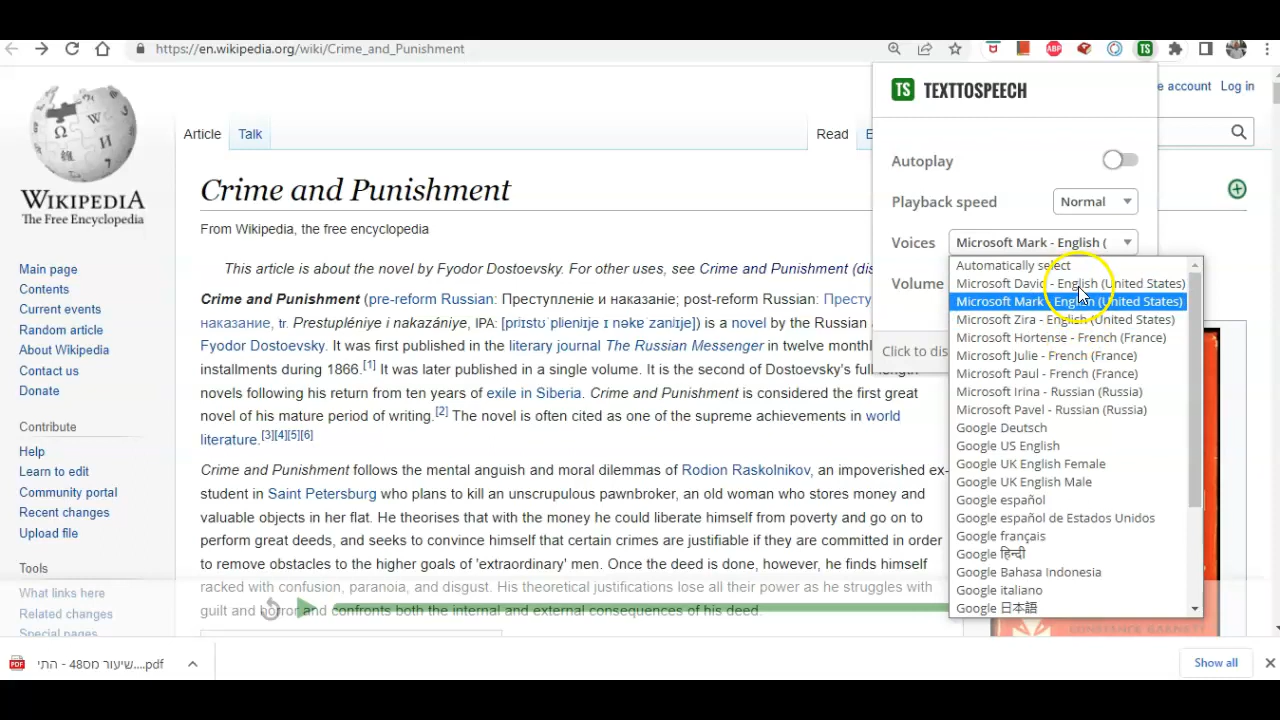 https://en.wikipedia.org/wiki/Crime_and_Punishment
ABP
TS
TS TEXTTOSPEECH
e account Log in
Article Talk
Read E
WIKIPEDIA
The Free Encyclopedia
Crime and Punishment
From Wikipedia, the free encyclopedia
This article is about the novel by Fyodor Dostoevsky. For other uses, see Crime and Punishment (dis
Crime and Punishment (pre-reform Russian: Преступленіе и наказаніе; post-reform Russian: Престу
наказание, tr. Prestupléniye i nakazániye, IPA: [prʲɪstʊˈplʲenʲɪje ɪ nəkɐˈzanʲɪje]) is a novel by the Russian
Fyodor Dostoevsky. It was first published in the literary journal The Russian Messenger in twelve month
installments during 1866.[1] It was later published in a single volume. It is the second of Dostoevsky's full-length
novels following his return from ten years of exile in Siberia. Crime and Punishment is considered the first great
novel of his mature period of writing.[2] The novel is often cited as one of the supreme achievements in world
literature.[3][4][5][6]
Crime and Punishment follows the mental anguish and moral dilemmas of Rodion Raskolnikov, an impoverished ex-
student in Saint Petersburg who plans to kill an unscrupulous pawnbroker, an old woman who stores money and
valuable objects in her flat. He theorises that with the money he could liberate himself from poverty and go on to
perform great deeds, and seeks to convince himself that certain crimes are justifiable if they are committed in order
to remove obstacles to the higher goals of 'extraordinary' men. Once the deed is done, however, he finds himself
racked with confusion, paranoia, and disgust. His theoretical justifications lose all their power as he struggles with
guilt and horror and confronts both the internal and external consequences of his deed.
Main page
Contents
Current events
Random article
About Wikipedia
Contact us
Donate
Contribute
Help
Learn to edit
Community portal
Recent changes
Upload file
Tools
What links here
Related changes
Special pages
Autoplay
Playback speed Normal
Voices Microsoft Mark - English (
Volume
Click to dis
Automatically select
Microsoft David - English (United States)
Microsoft Mark - English (United States)
Microsoft Zira - English (United States)
Microsoft Hortense - French (France)
Microsoft Julie - French (France)
Microsoft Paul - French (France)
Microsoft Irina - Russian (Russia)
Microsoft Pavel - Russian (Russia)
Google Deutsch
Google US English
Google UK English Female
Google UK English Male
Google español
Google español de Estados Unidos
Google français
Google हिन्दी
Google Bahasa Indonesia
Google italiano
Google 日本語
CONSTANCE GARNETT
שיעור מס48 - התי....pdf
Show all